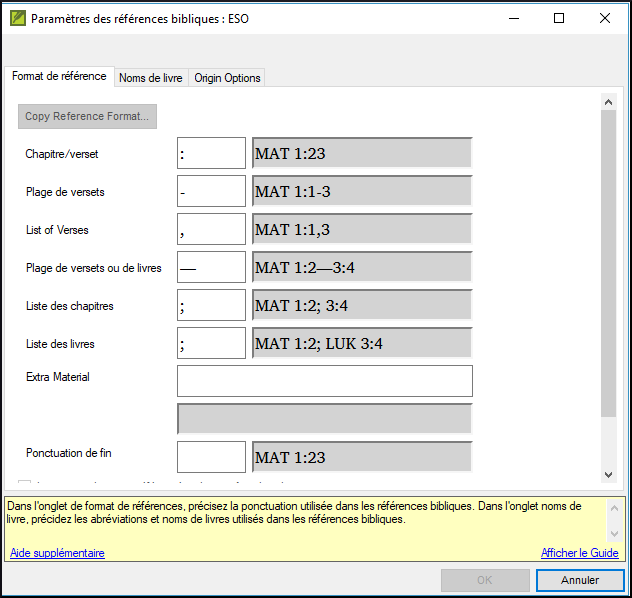 Paramètres des références bibliques : ESO
Format de référence Noms de livre Origin Options
Copy Reference Format...
Chapitre/verset : MAT 1:23
Plage de versets - MAT 1:1-3
List of Verses , MAT 1:1,3
Plage de versets ou de livres — MAT 1:2—3:4
Liste des chapitres ; MAT 1:2; 3:4
Liste des livres ; MAT 1:2; LUK 3:4
Extra Material
Ponctuation de fin MAT 1:23
Dans l'onglet de format de références, précisez la ponctuation utilisée dans les références bibliques. Dans l'onglet noms de
livre, précidez les abréviations et noms de livres utilisés dans les références bibliques.
Aide supplémentaire Afficher le Guide
OK Annuler